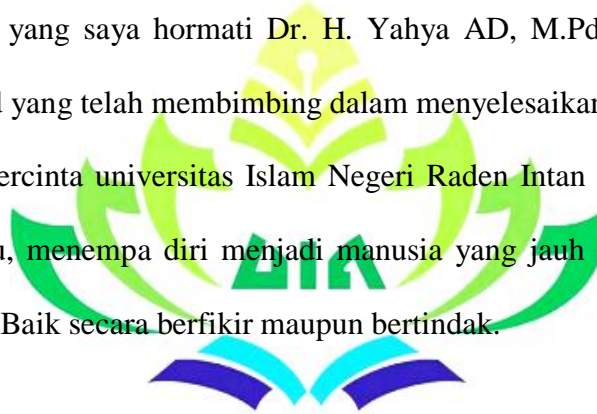 yang saya hormati Dr. H. Yahya AD, M.Pd
yang telah membimbing dalam menyelesaikan
ercinta universitas Islam Negeri Raden Intan
u, menempa diri menjadi manusia yang jauh
Baik secara berfikir maupun bertindak.